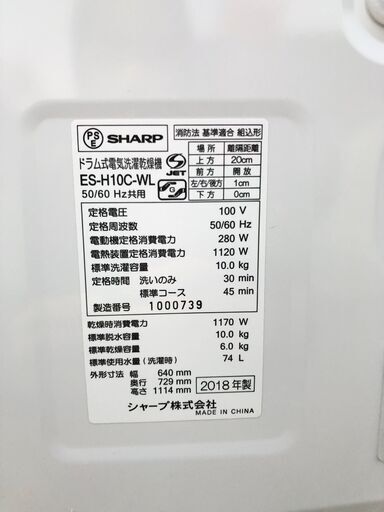 PS
E
SHARP
ドラム式電気洗濯乾燥機
ES-H10C-WL
50/60 Hz共用
S
JET
G
消防法 基準適合 組込形
場所 離隔距離
上方 20cm
前方 開放
左/右/後方 1cm
下方 0cm
定格電圧 100 V
定格周波数 50/60 Hz
電動機定格消費電力 280 W
電熱装置定格消費電力 1120 W
標準洗濯容量 10.0 kg
定格時間 洗いのみ 30 min
標準コース 45 min
製造番号 1000739
乾燥時消費電力 1170 W
標準脱水容量 10.0 kg
標準乾燥容量 6.0 kg
標準使用水量(洗濯時) 74 L
外形寸法 幅 640 mm
奥行 729 mm
高さ 1114 mm
2018年製
シャープ株式会社
MADE IN CHINA